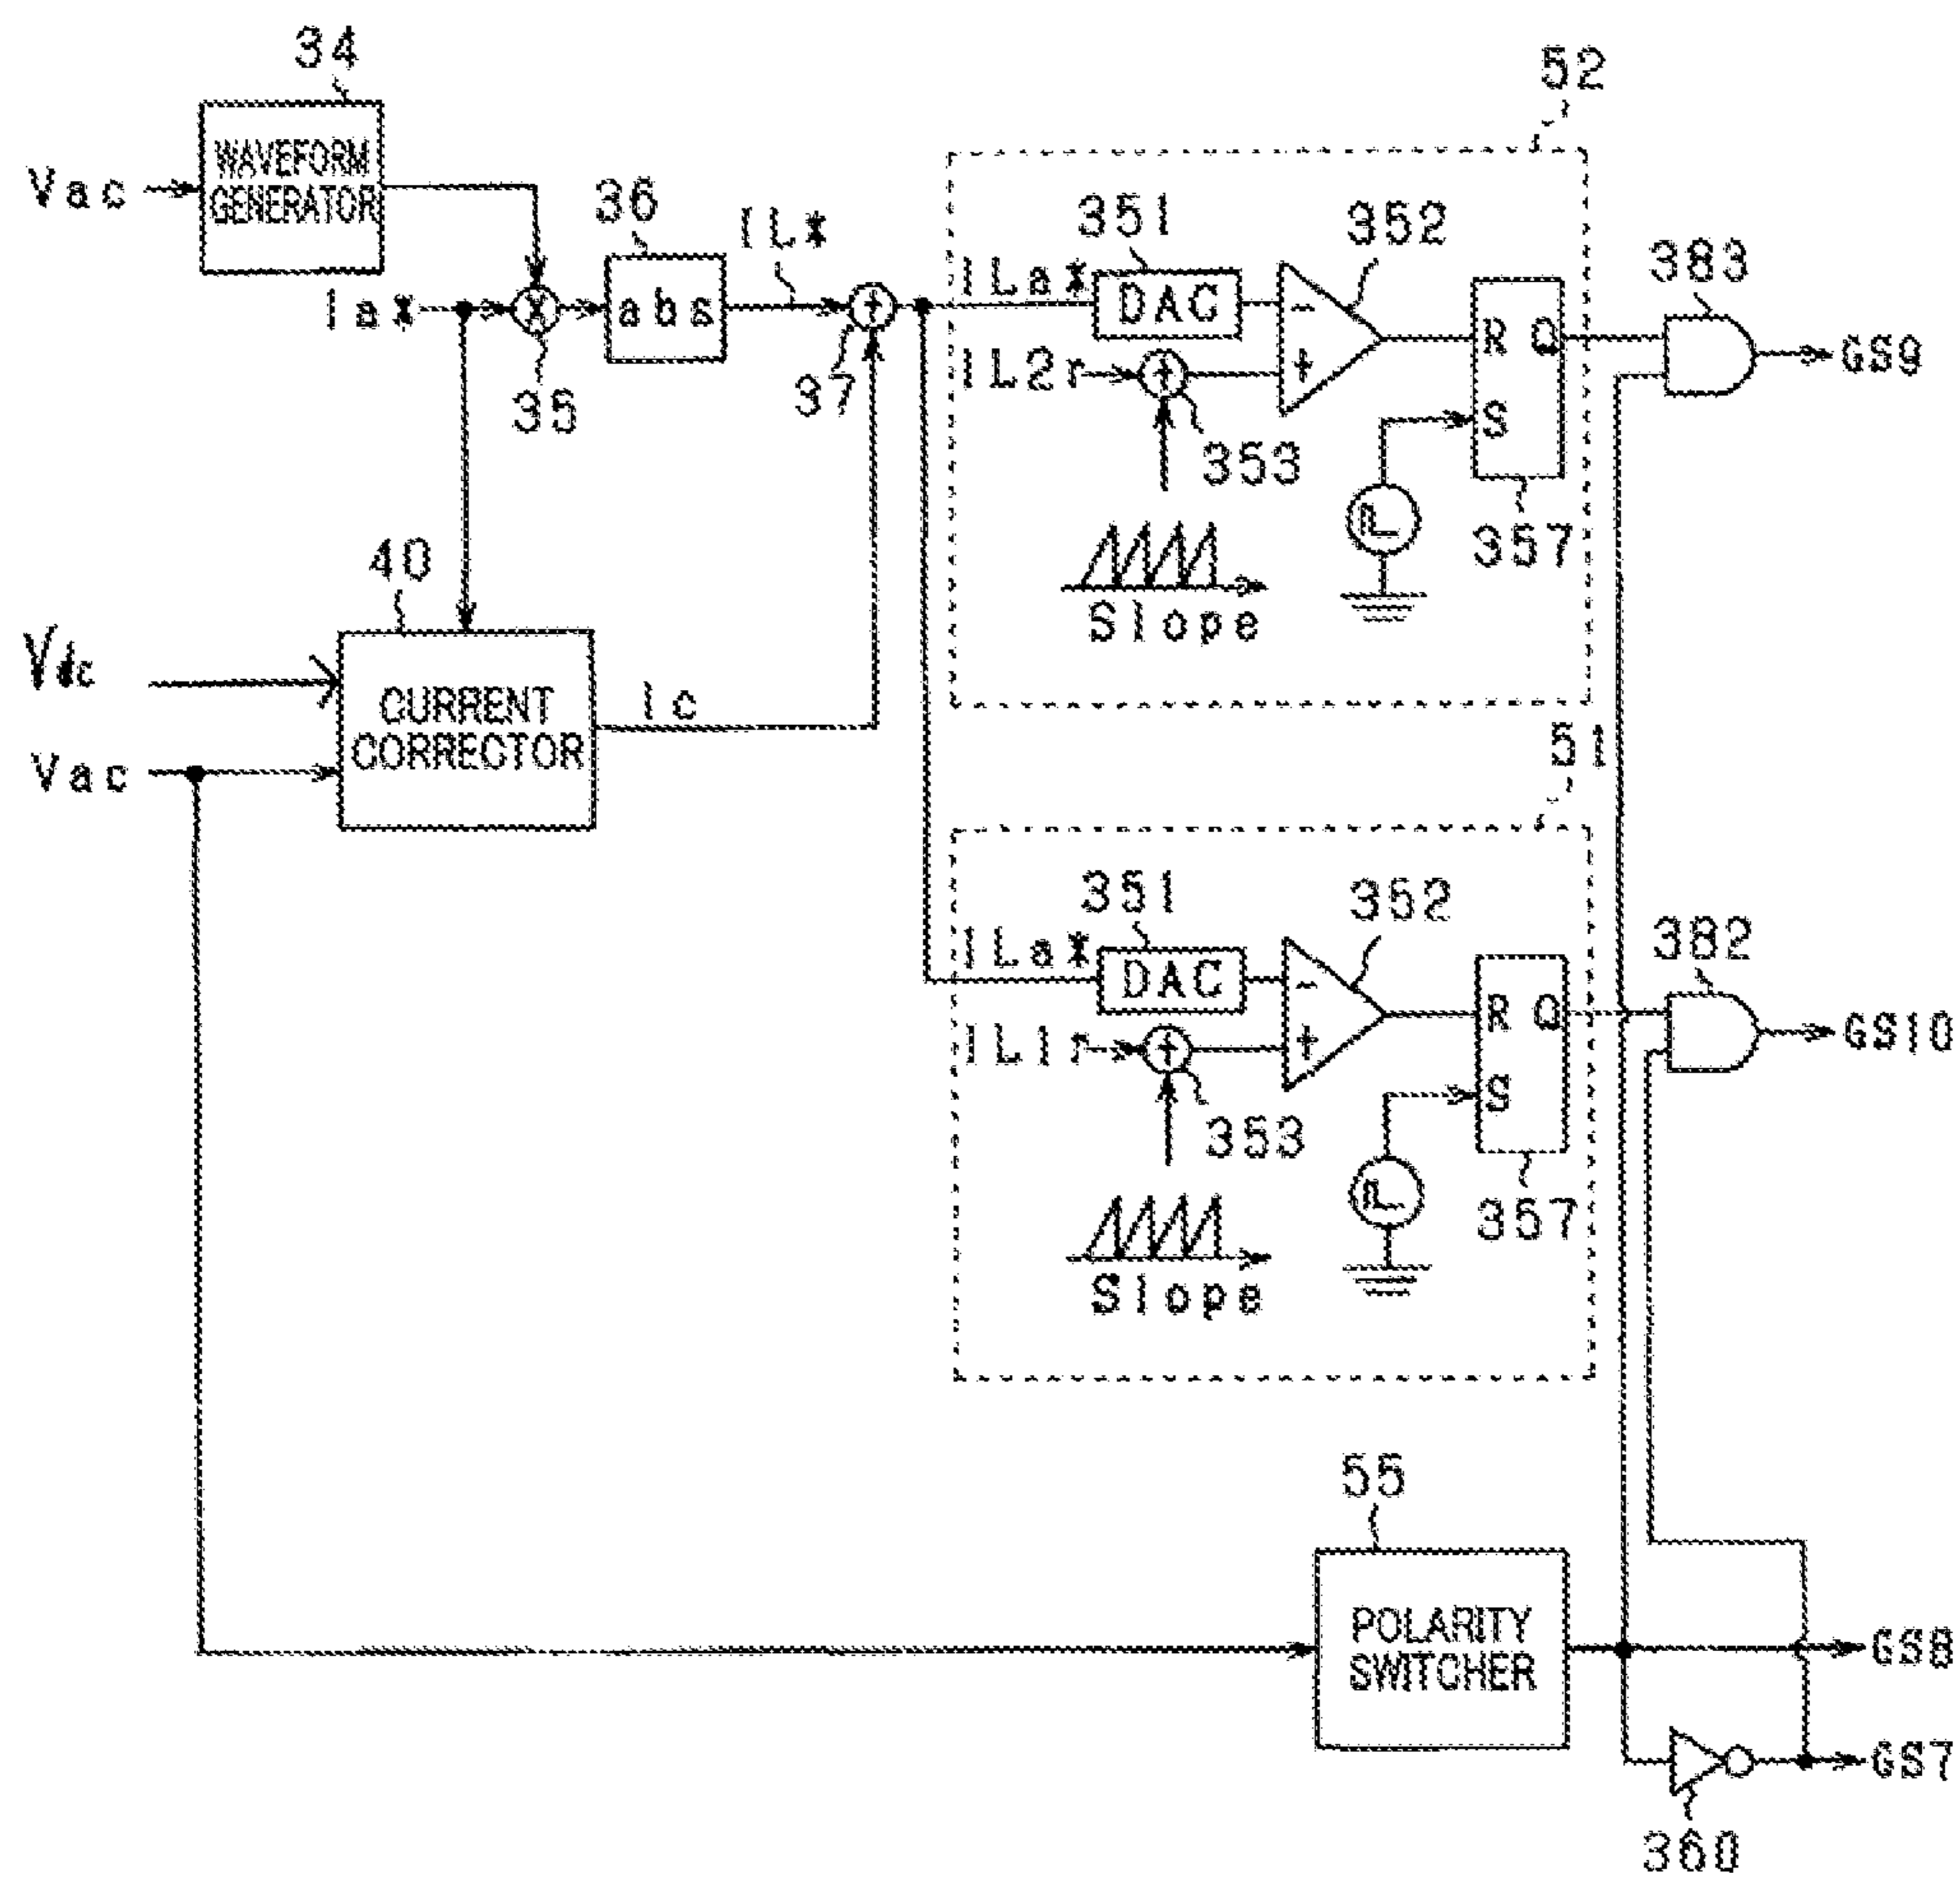 34
52
WAVEFORM
GENERATOR
Vac
36
IL*
351
352
383
ILa*
DAC
Ia*
X
abs
+
-
R Q
GS9
35
37
IL2r
+
+
S
353
357
40
Slope
Vdc
CURRENT
CORRECTOR
Ic
Vac
51
351
352
382
ILa*
DAC
-
R Q
GS10
IL1r
+
+
S
353
357
Slope
55
POLARITY
SWITCHER
GS8
GS7
360